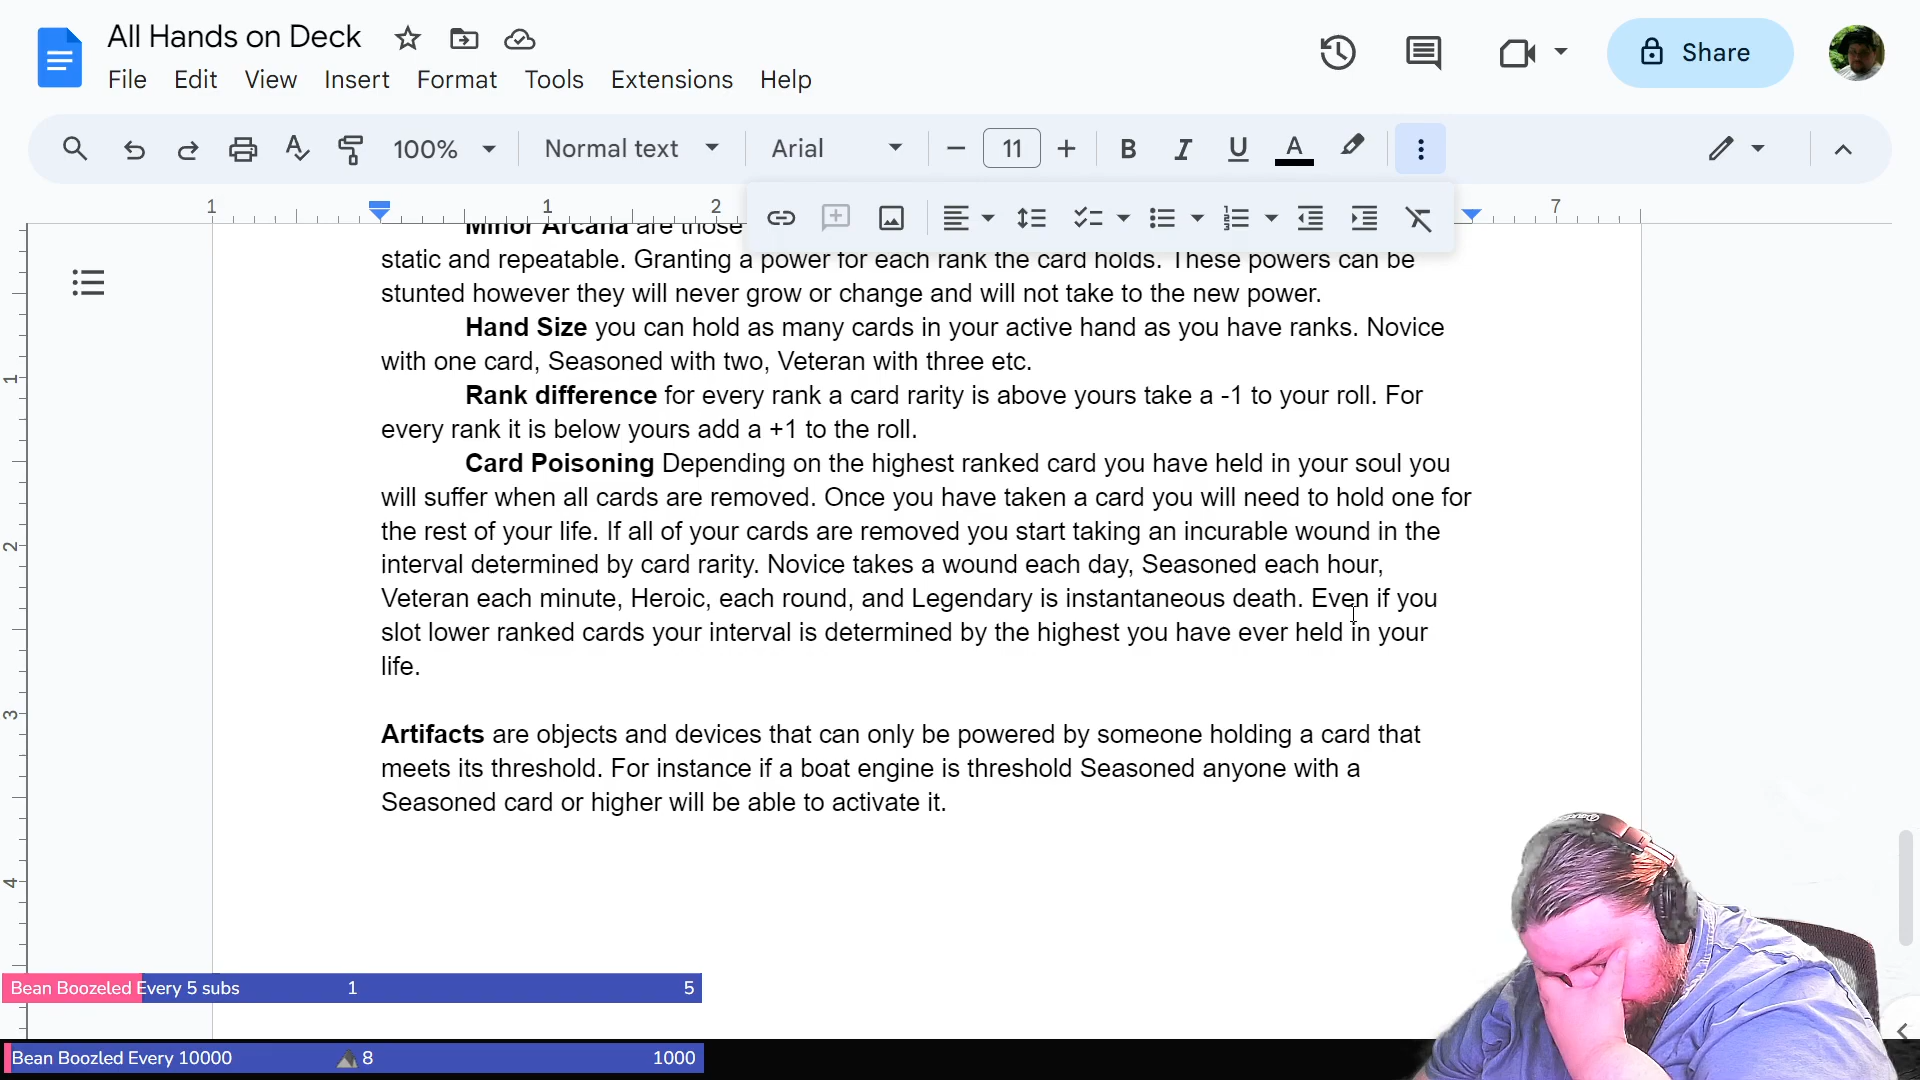 All Hands on Deck
File Edit View Insert Format Tools Extensions Help
Share
100% Normal text Arial 11
1 1 2 7
Minor Arcana are those
static and repeatable. Granting a power for each rank the card holds. These powers can be
stunted however they will never grow or change and will not take to the new power.
Hand Size you can hold as many cards in your active hand as you have ranks. Novice
with one card, Seasoned with two, Veteran with three etc.
Rank difference for every rank a card rarity is above yours take a -1 to your roll. For
every rank it is below yours add a +1 to the roll.
Card Poisoning Depending on the highest ranked card you have held in your soul you
will suffer when all cards are removed. Once you have taken a card you will need to hold one for
the rest of your life. If all of your cards are removed you start taking an incurable wound in the
interval determined by card rarity. Novice takes a wound each day, Seasoned each hour,
Veteran each minute, Heroic, each round, and Legendary is instantaneous death. Even if you
slot lower ranked cards your interval is determined by the highest you have ever held in your
life.
Artifacts are objects and devices that can only be powered by someone holding a card that
meets its threshold. For instance if a boat engine is threshold Seasoned anyone with a
Seasoned card or higher will be able to activate it.
1
2
3
4
Bean Boozeled Every 5 subs 1 5
Bean Boozled Every 10000 8 1000